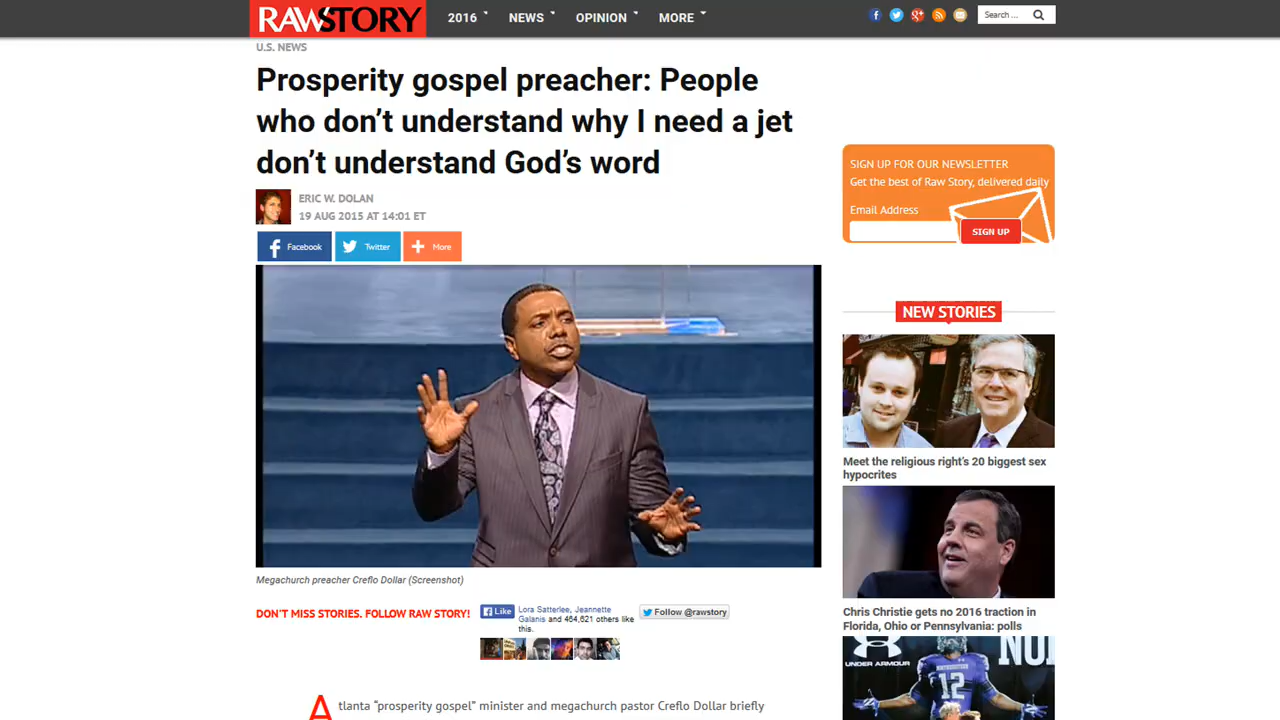 RAWSTORY
2016
NEWS
OPINION
MORE
Search ...
U.S. NEWS
Prosperity gospel preacher: People
who don’t understand why I need a jet
don’t understand God’s word
ERIC W. DOLAN
19 AUG 2015 AT 14:01 ET
Facebook
Twitter
More
Megachurch preacher Creflo Dollar (Screenshot)
DON'T MISS STORIES. FOLLOW RAW STORY!
Like
Lora Satterlee, Jeannette
Galanis and 464,621 others like
this.
Follow @rawstory
Atlanta “prosperity gospel” minister and megachurch pastor Creflo Dollar briefly
SIGN UP FOR OUR NEWSLETTER
Get the best of Raw Story, delivered daily
Email Address
SIGN UP
NEW STORIES
Meet the religious right’s 20 biggest sex
hypocrites
Chris Christie gets no 2016 traction in
Florida, Ohio or Pennsylvania: polls
UNDER ARMOUR
12